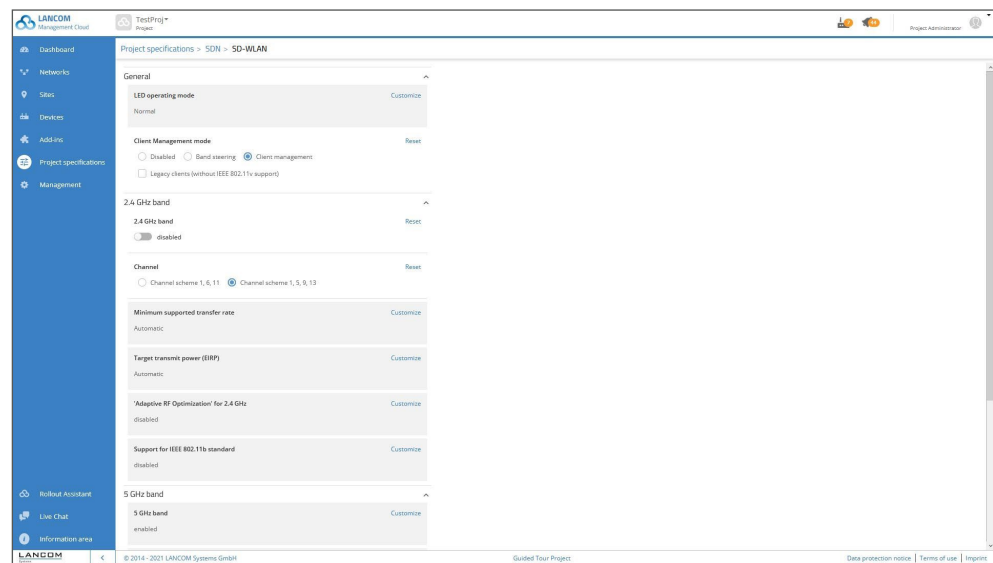 LANCOM
Management Cloud
TestProj
Project
Project Administrator
Dashboard
Networks
Sites
Devices
Add-ins
Project specifications
Management
Rollout Assistant
Live Chat
Information area
LANCOM
Systems
Project specifications > SDN > SD-WLAN
General
LED operating mode Customize
Normal
Client Management mode Reset
Disabled Band steering Client management
Legacy clients (without IEEE 802.11v support)
2.4 GHz band
2.4 GHz band Reset
disabled
Channel Reset
Channel scheme 1, 6, 11 Channel scheme 1, 5, 9, 13
Minimum supported transfer rate Customize
Automatic
Target transmit power (EIRP) Customize
Automatic
'Adaptive RF Optimization' for 2.4 GHz Customize
disabled
Support for IEEE 802.11b standard Customize
disabled
5 GHz band
5 GHz band Customize
enabled
© 2014 - 2021 LANCOM Systems GmbH Guided Tour Project Data protection notice | Terms of use | Imprint